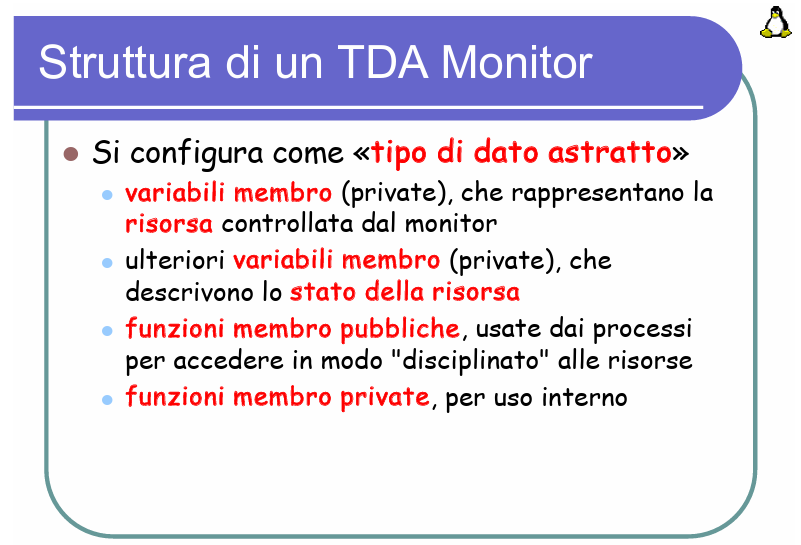 Struttura di un TDA Monitor
Si configura come «tipo di dato astratto»
variabili membro (private), che rappresentano la
risorsa controllata dal monitor
ulteriori variabili membro (private), che
descrivono lo stato della risorsa
funzioni membro pubbliche, usate dai processi
per accedere in modo "disciplinato" alle risorse
funzioni membro private, per uso interno